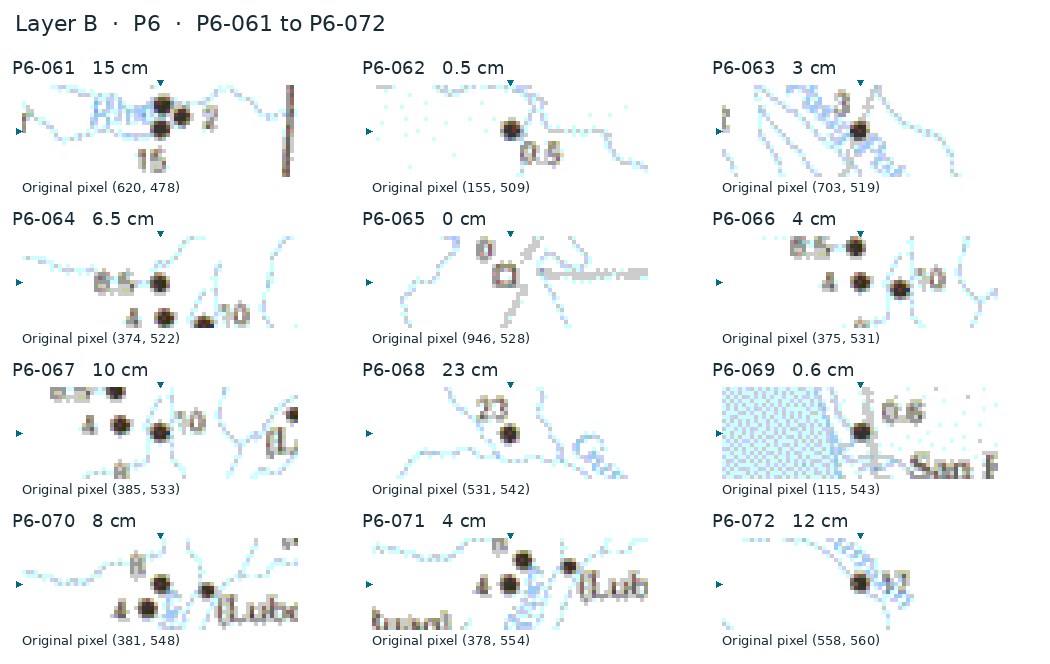 Layer B · P6 · P6-061 to P6-072
P6-061 15 cm
2
15
Original pixel (620, 478)
P6-062 0.5 cm
0.5
Original pixel (155, 509)
P6-063 3 cm
3
Original pixel (703, 519)
P6-064 6.5 cm
6.5
4
10
Original pixel (374, 522)
P6-065 0 cm
0
Original pixel (946, 528)
P6-066 4 cm
6.5
4
10
Original pixel (375, 531)
P6-067 10 cm
4
10
8
(Lu
Original pixel (385, 533)
P6-068 23 cm
23
Original pixel (531, 542)
P6-069 0.6 cm
0.6
San F
Original pixel (115, 543)
P6-070 8 cm
8
4
(Lubo
Original pixel (381, 548)
P6-071 4 cm
4
(Lub
Original pixel (378, 554)
P6-072 12 cm
12
Original pixel (558, 560)